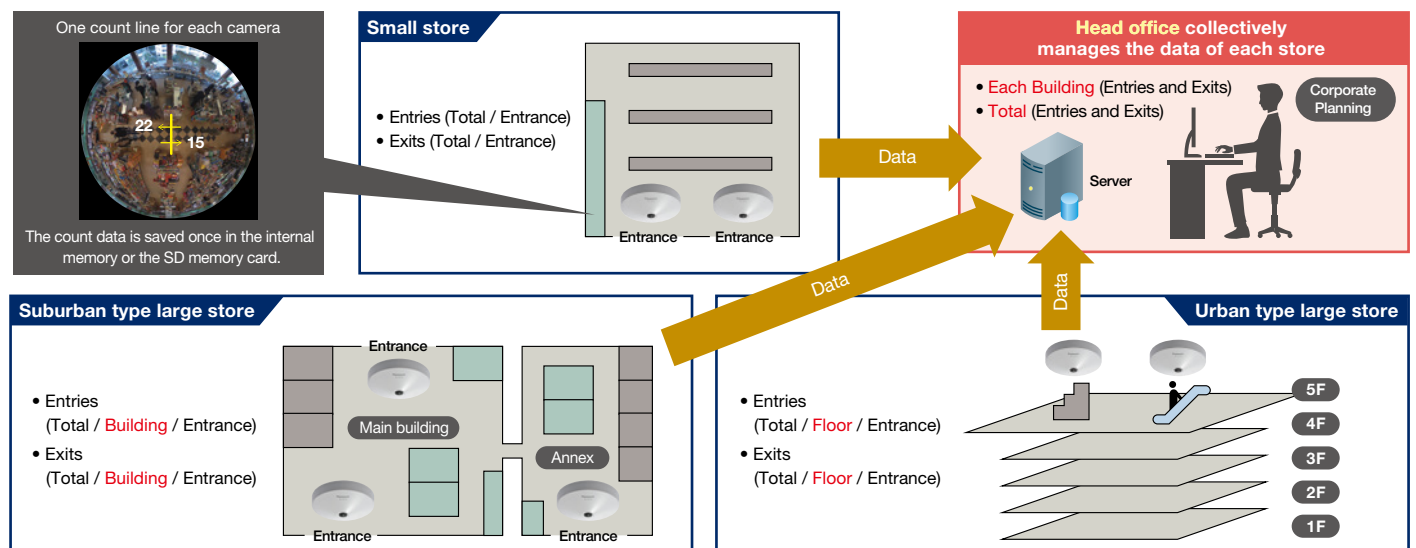 One count line for each camera
22
15
The count data is saved once in the internal
memory or the SD memory card.
Small store
• Entries (Total / Entrance)
• Exits (Total / Entrance)
Entrance
Entrance
Data
Head office collectively
manages the data of each store
• Each Building (Entries and Exits)
• Total (Entries and Exits)
Corporate
Planning
Server
Data
Data
Suburban type large store
• Entries
(Total / Building / Entrance)
• Exits
(Total / Building / Entrance)
Entrance
Main building
Annex
Entrance
Entrance
Urban type large store
• Entries
(Total / Floor / Entrance)
• Exits
(Total / Floor / Entrance)
5F
4F
3F
2F
1F